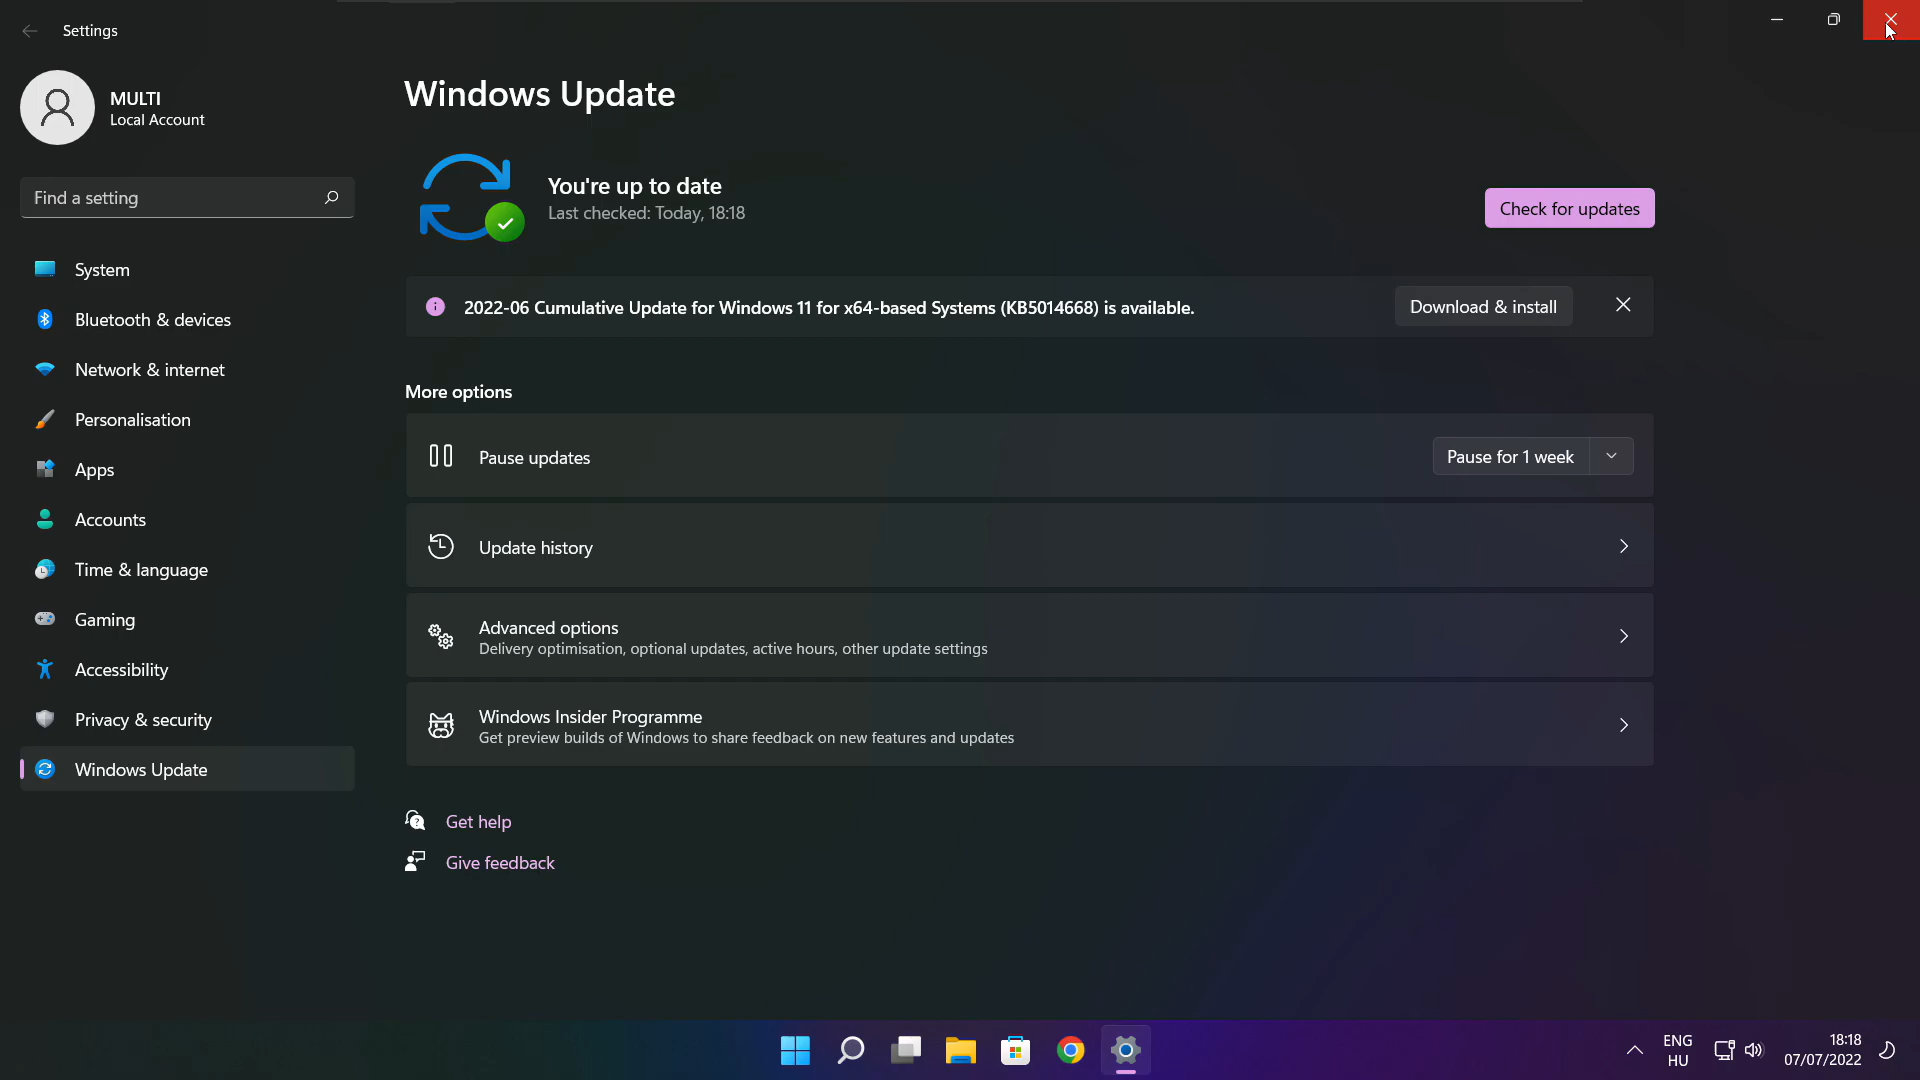 Settings
MULTI
Local Account
Find a setting
System
Bluetooth & devices
Network & internet
Personalisation
Apps
Accounts
Time & language
Gaming
Accessibility
Privacy & security
Windows Update
Windows Update
You're up to date
Last checked: Today, 18:18
Check for updates
2022-06 Cumulative Update for Windows 11 for x64-based Systems (KB5014668) is available.
Download & install
More options
Pause updates
Pause for 1 week
Update history
Advanced options
Delivery optimisation, optional updates, active hours, other update settings
Windows Insider Programme
Get preview builds of Windows to share feedback on new features and updates
Get help
Give feedback
ENG
HU
18:18
07/07/2022